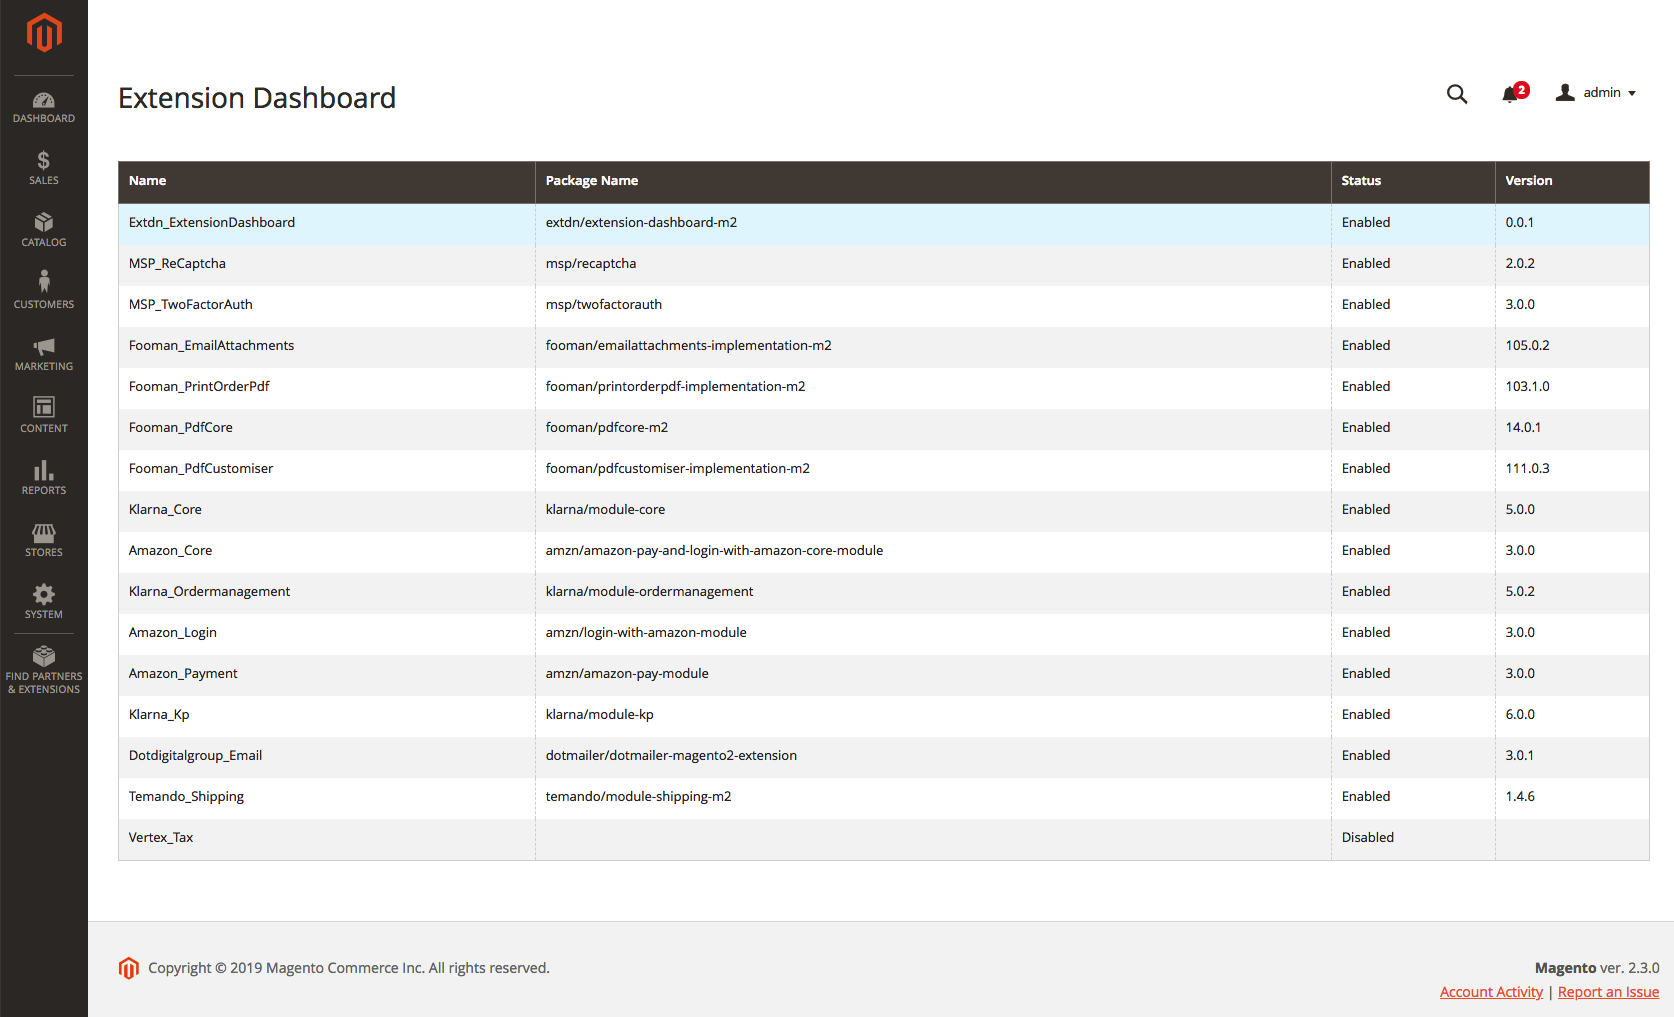 DASHBOARD
SALES
CATALOG
CUSTOMERS
MARKETING
CONTENT
REPORTS
STORES
SYSTEM
FIND PARTNERS
& EXTENSIONS
Extension Dashboard
2
admin
Name Package Name Status Version
Extdn_ExtensionDashboard extdn/extension-dashboard-m2 Enabled 0.0.1
MSP_ReCaptcha msp/recaptcha Enabled 2.0.2
MSP_TwoFactorAuth msp/twofactorauth Enabled 3.0.0
Fooman_EmailAttachments fooman/emailattachments-implementation-m2 Enabled 105.0.2
Fooman_PrintOrderPdf fooman/printorderpdf-implementation-m2 Enabled 103.1.0
Fooman_PdfCore fooman/pdfcore-m2 Enabled 14.0.1
Fooman_PdfCustomiser fooman/pdfcustomiser-implementation-m2 Enabled 111.0.3
Klarna_Core klarna/module-core Enabled 5.0.0
Amazon_Core amzn/amazon-pay-and-login-with-amazon-core-module Enabled 3.0.0
Klarna_Ordermanagement klarna/module-ordermanagement Enabled 5.0.2
Amazon_Login amzn/login-with-amazon-module Enabled 3.0.0
Amazon_Payment amzn/amazon-pay-module Enabled 3.0.0
Klarna_Kp klarna/module-kp Enabled 6.0.0
Dotdigitalgroup_Email dotmailer/dotmailer-magento2-extension Enabled 3.0.1
Temando_Shipping temando/module-shipping-m2 Enabled 1.4.6
Vertex_Tax Disabled
Copyright © 2019 Magento Commerce Inc. All rights reserved.
Magento ver. 2.3.0
Account Activity | Report an Issue